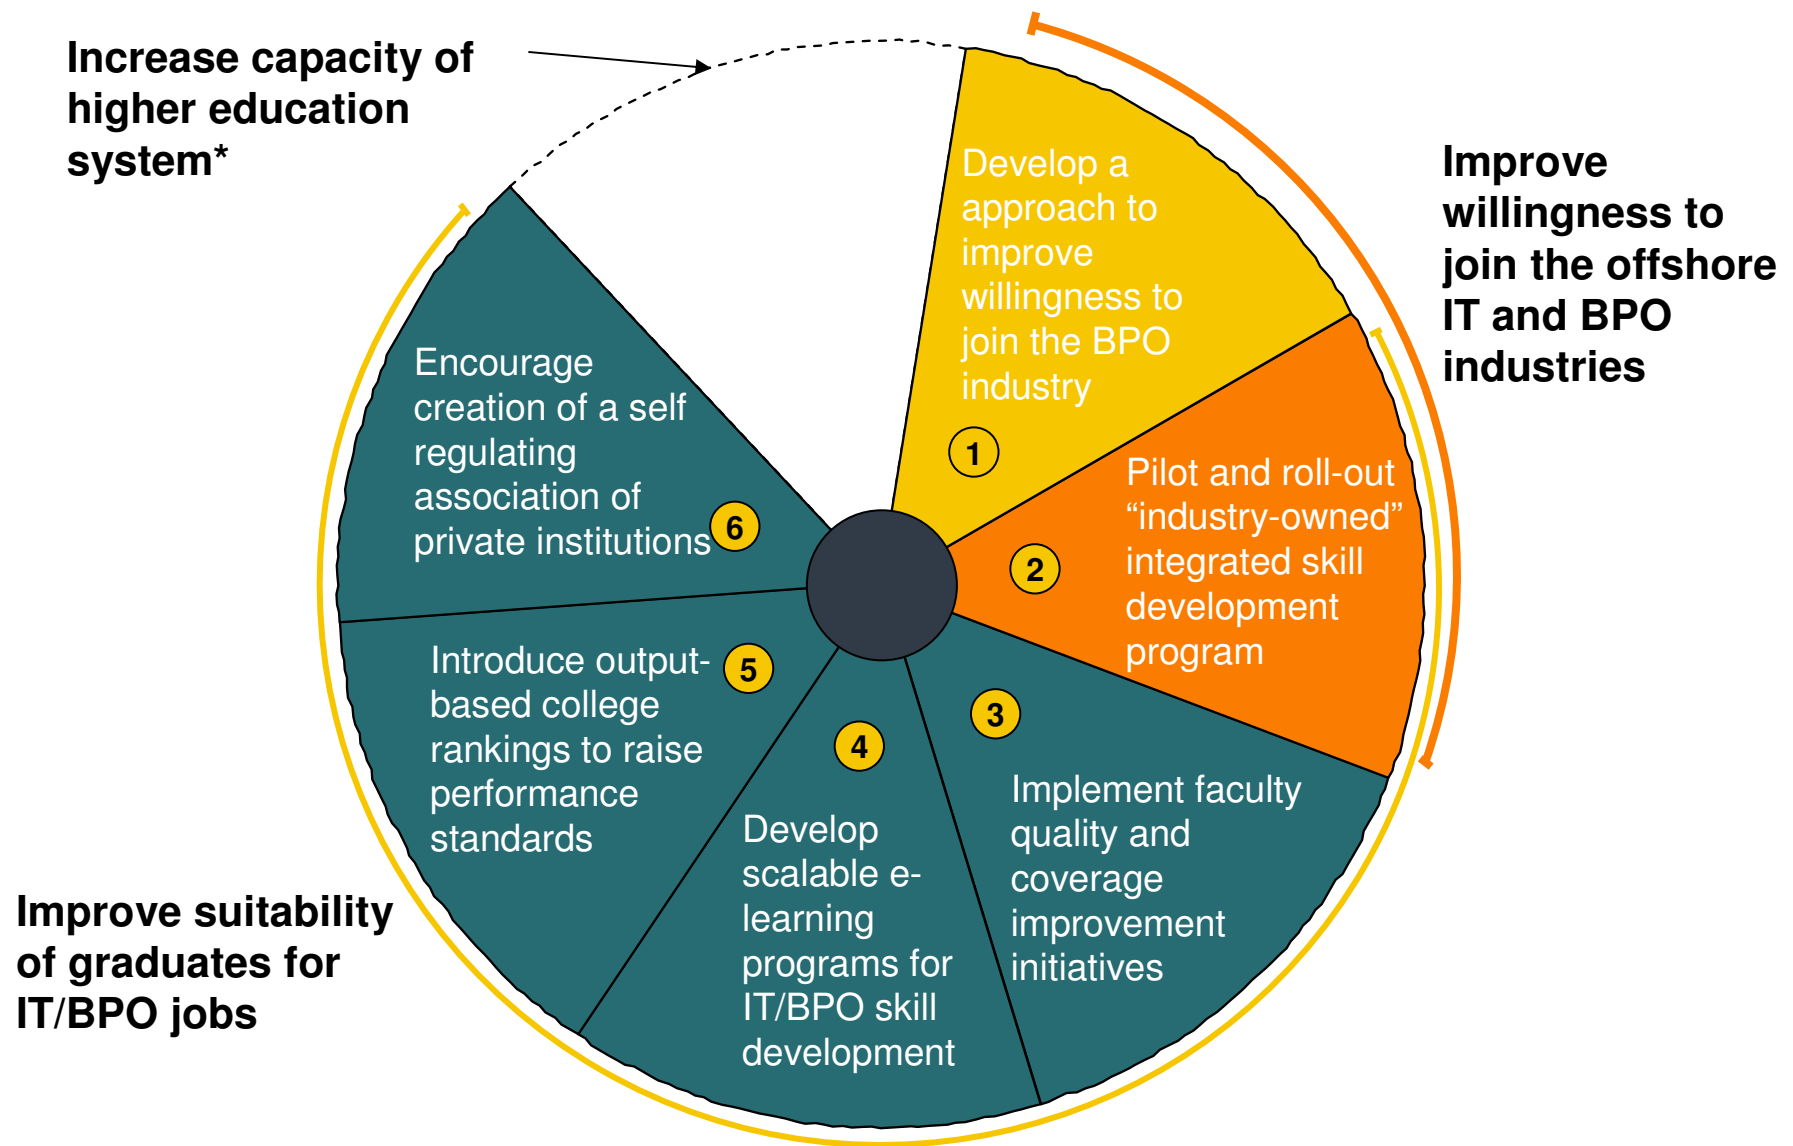 Increase capacity of
higher education
system*
Improve
willingness to
join the offshore
IT and BPO
industries
Develop a
approach to
improve
willingness to
join the BPO
industry
1
Pilot and roll-out
“industry-owned”
integrated skill
development
program
2
3
Implement faculty
quality and
coverage
improvement
initiatives
4
Develop
scalable e-
learning
programs for
IT/BPO skill
development
5
Introduce output-
based college
rankings to raise
performance
standards
Encourage
creation of a self
regulating
association of
private institutions
6
Improve suitability
of graduates for
IT/BPO jobs